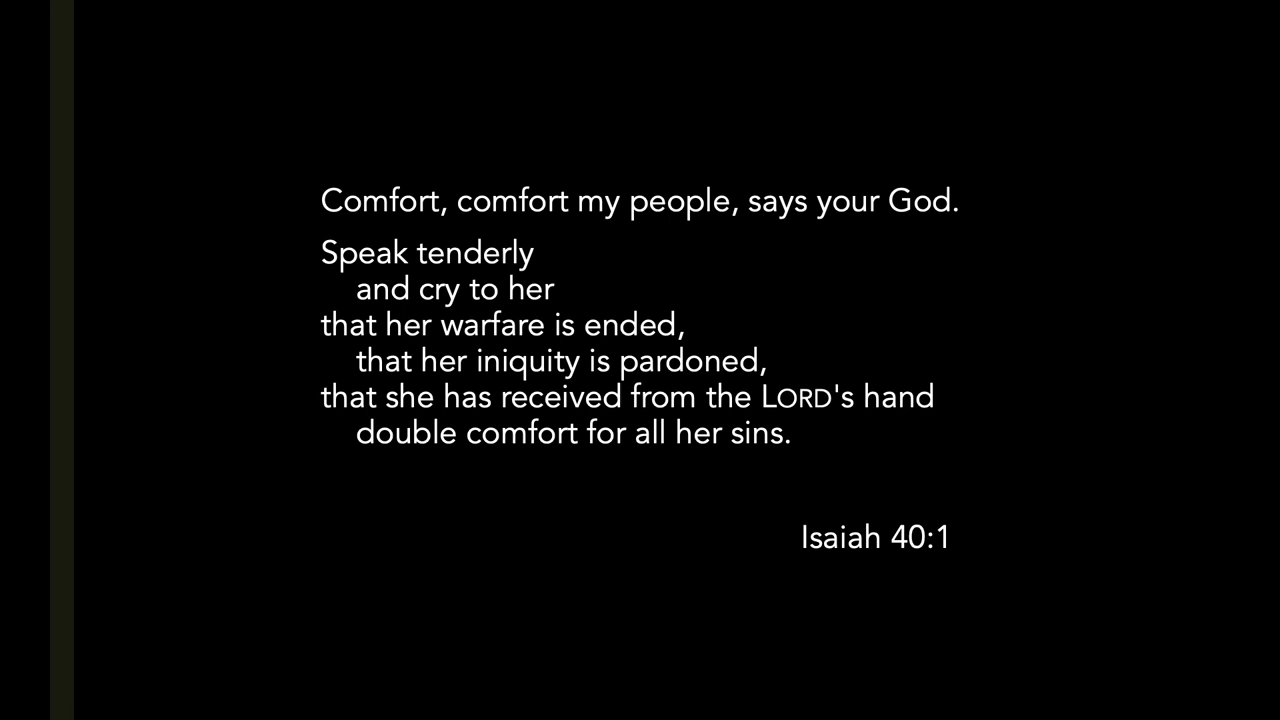 Comfort, comfort my people, says your God.
Speak tenderly
and cry to her
that her warfare is ended,
that her iniquity is pardoned,
that she has received from the LORD's hand
double comfort for all her sins.
Isaiah 40:1